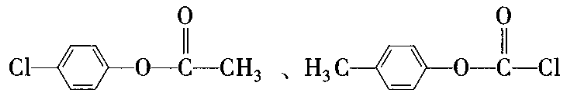 O O
Cl O C CH₃ 、 H₃C O C Cl